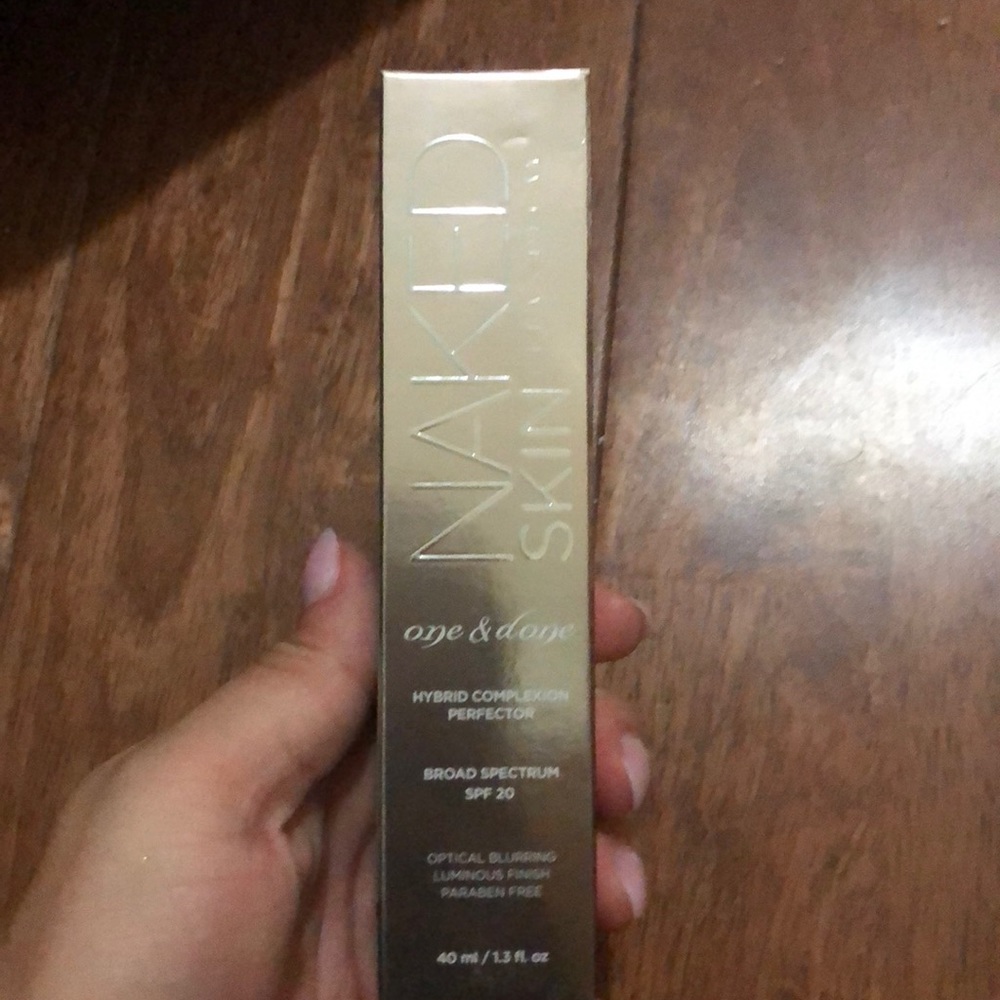 NAKED
SKIN
one & done
HYBRID COMPLEXION
PERFECTOR
BROAD SPECTRUM
SPF 20
OPTICAL BLURRING
LUMINOUS FINISH
PARABEN FREE
40 ml / 1.3 fl. oz